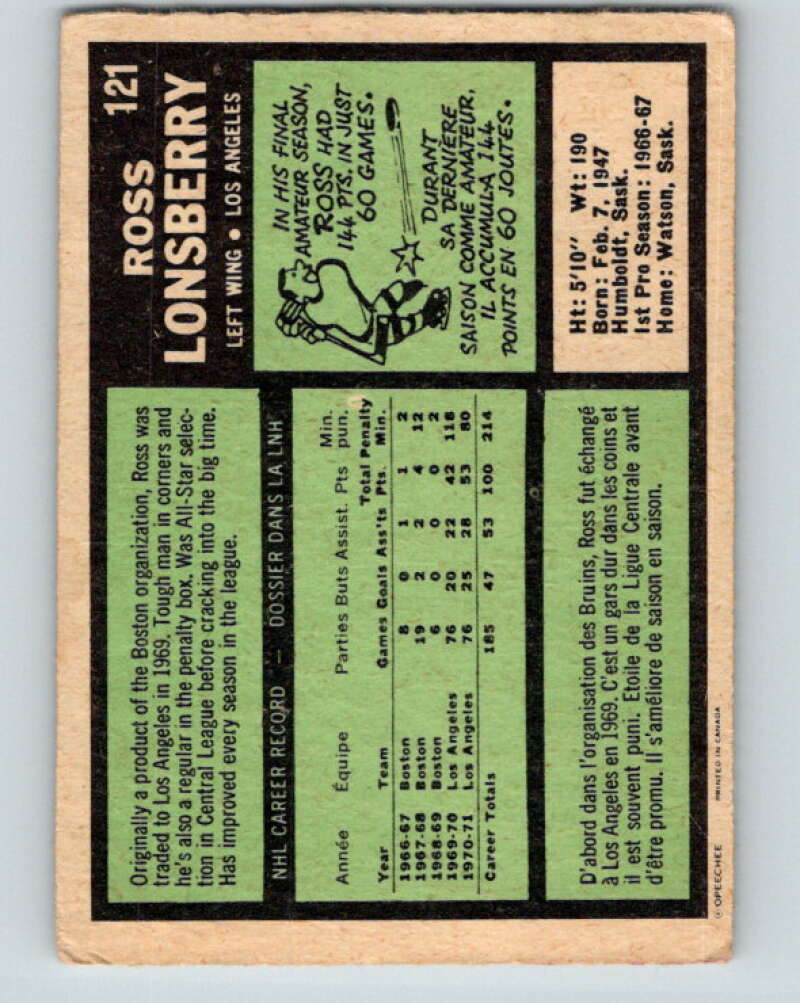 121
ROSS
LONSBERRY
LEFT WING • LOS ANGELES
Originally a product of the Boston organization, Ross was
traded to Los Angeles in 1969. Tough man in corners and
he's also a regular in the penalty box. Was All-Star selec-
tion in Central League before cracking into the big time.
Has improved every season in the league.
IN HIS FINAL
AMATEUR SEASON,
ROSS HAD
144 PTS. IN JUST
60 GAMES.
DURANT
SA DERNIÈRE
SAISON COMME AMATEUR,
IL ACCUMULA 144
POINTS EN 60 JOUTES.
NHL CAREER RECORD — DOSSIER DANS LA LNH
Année Équipe Parties Buts Assist. Pts Min. pun.
Total Penalty
Year Team Games Goals Ass'ts Pts. Min.
1966-67 Boston 8 0 1 1 2
1967-68 Boston 19 2 2 4 12
1968-69 Boston 6 0 0 0 2
1969-70 Los Angeles 76 20 22 42 118
1970-71 Los Angeles 76 25 28 53 80
Career Totals 185 47 53 100 214
Ht: 5'10" Wt: 190
Born: Feb. 7, 1947
Humboldt, Sask.
1st Pro Season: 1966-67
Home: Watson, Sask.
D'abord dans l'organisation des Bruins, Ross fut échangé
à Los Angeles en 1969. C'est un gars dur dans les coins et
il est souvent puni. Etoile de la Ligue Centrale avant
d'être promu. Il s'améliore de saison en saison.
© OPEECHEE PRINTED IN CANADA